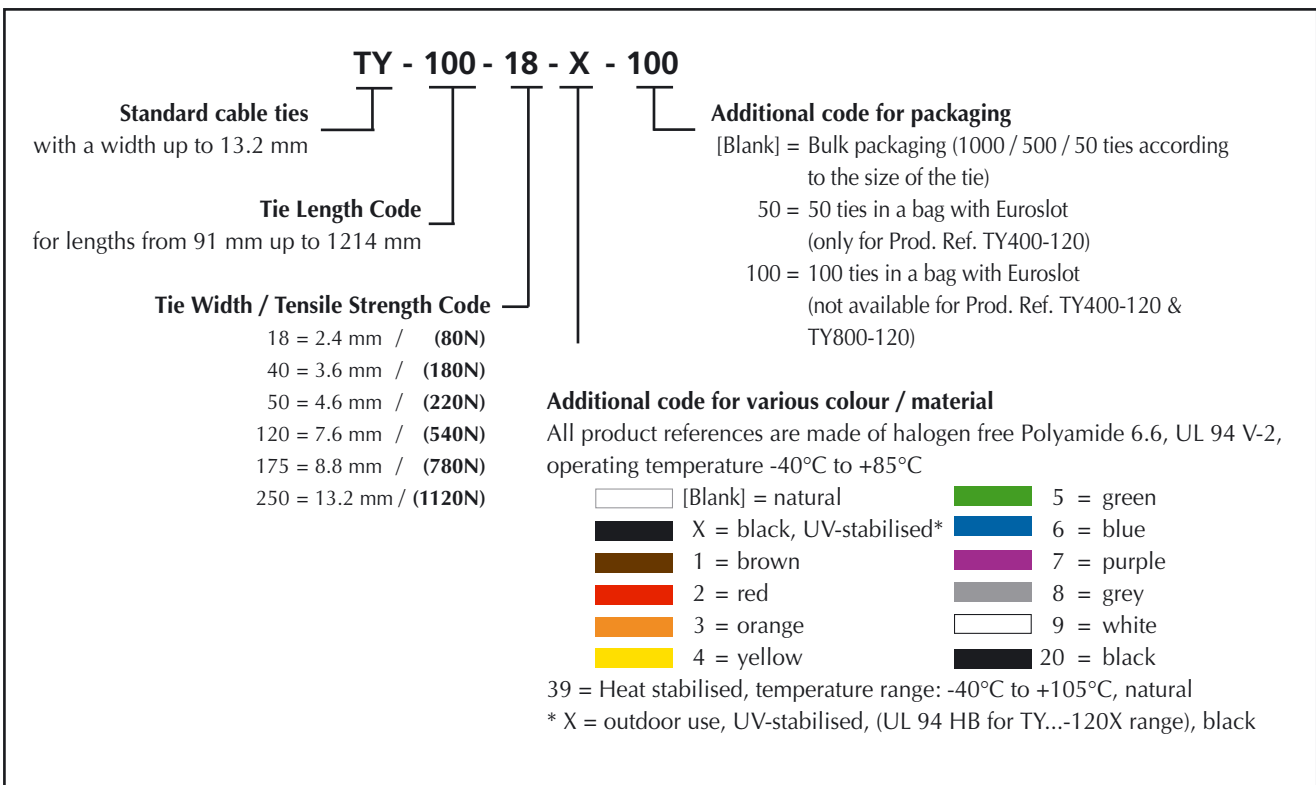 TY - 100 - 18 - X - 100
Standard cable ties
with a width up to 13.2 mm
Tie Length Code
for lengths from 91 mm up to 1214 mm
Tie Width / Tensile Strength Code
18 = 2.4 mm / (80N)
40 = 3.6 mm / (180N)
50 = 4.6 mm / (220N)
120 = 7.6 mm / (540N)
175 = 8.8 mm / (780N)
250 = 13.2 mm / (1120N)
Additional code for packaging
[Blank] = Bulk packaging (1000 / 500 / 50 ties according
to the size of the tie)
50 = 50 ties in a bag with Euroslot
(only for Prod. Ref. TY400-120)
100 = 100 ties in a bag with Euroslot
(not available for Prod. Ref. TY400-120 &
TY800-120)
Additional code for various colour / material
All product references are made of halogen free Polyamide 6.6, UL 94 V-2,
operating temperature -40°C to +85°C
[Blank] = natural
X = black, UV-stabilised*
1 = brown
2 = red
3 = orange
4 = yellow
5 = green
6 = blue
7 = purple
8 = grey
9 = white
20 = black
39 = Heat stabilised, temperature range: -40°C to +105°C, natural
* X = outdoor use, UV-stabilised, (UL 94 HB for TY...-120X range), black